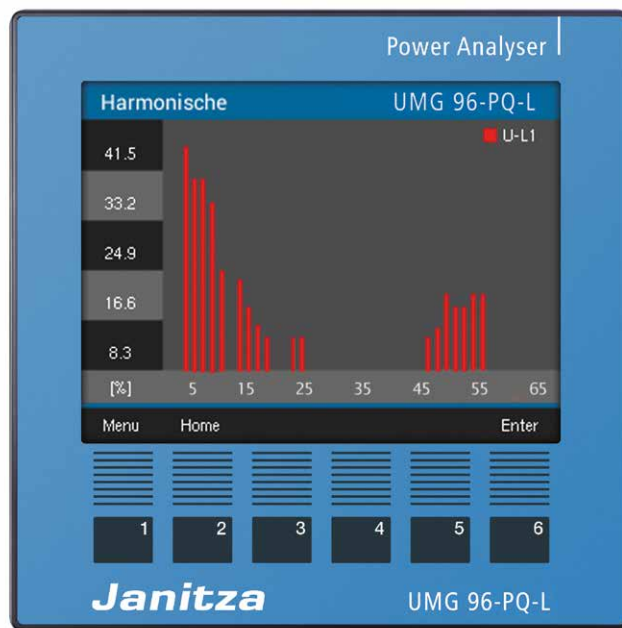 Power Analyser
Harmonische UMG 96-PQ-L
U-L1
41.5
33.2
24.9
16.6
8.3
[%] 5 15 25 35 45 55 65
Menu Home Enter
1 2 3 4 5 6
Janitza UMG 96-PQ-L